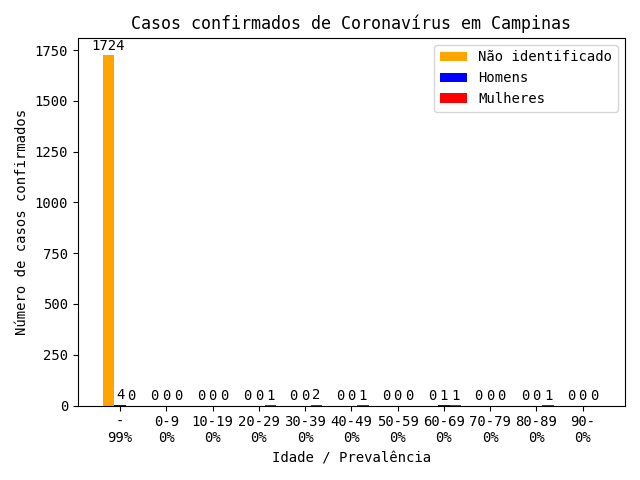 Casos confirmados de Coronavírus em Campinas
Número de casos confirmados
1750
1500
1250
1000
750
500
250
0
Não identificado
Homens
Mulheres
1724
4 0 0 0 0 0 0 0 0 0 1 0 0 2 0 0 1 0 0 0 0 1 1 0 0 0 0 0 1 0 0 0
- 0-9 10-19 20-29 30-39 40-49 50-59 60-69 70-79 80-89 90-
99% 0% 0% 0% 0% 0% 0% 0% 0% 0% 0%
Idade / Prevalência